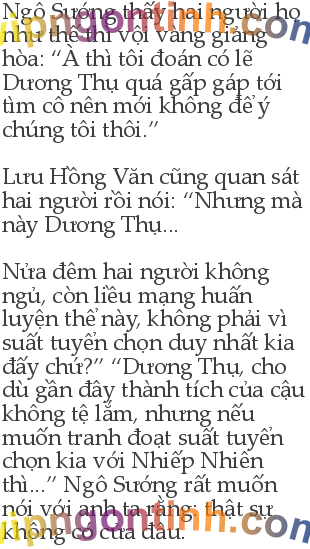 Ngô Sướng thấy hai người họ
như thế thì vội vàng giảng
hòa: “À thì tôi đoán có lẽ
Dương Thụ quá gấp gáp tới
tìm cô nên mới không để ý
chúng tôi thôi.”
Lưu Hồng Văn cũng quan sát
hai người rồi nói: “Nhưng mà
này Dương Thụ...
Nửa đêm hai người không
ngủ, còn liều mạng huấn
luyện thế này, không phải vì
suất tuyển chọn duy nhất kia
đấy chứ?” “Dương Thụ, cho
dù gần đây thành tích của cậu
không tệ lắm, nhưng nếu
muốn tranh đoạt suất tuyển
chọn kia với Nhiếp Nhiên
thì...” Ngô Sướng rất muốn
nói với anh ta rằng, thật sự
không có cửa đâu.
vipngontinh.com
vipngontinh.com